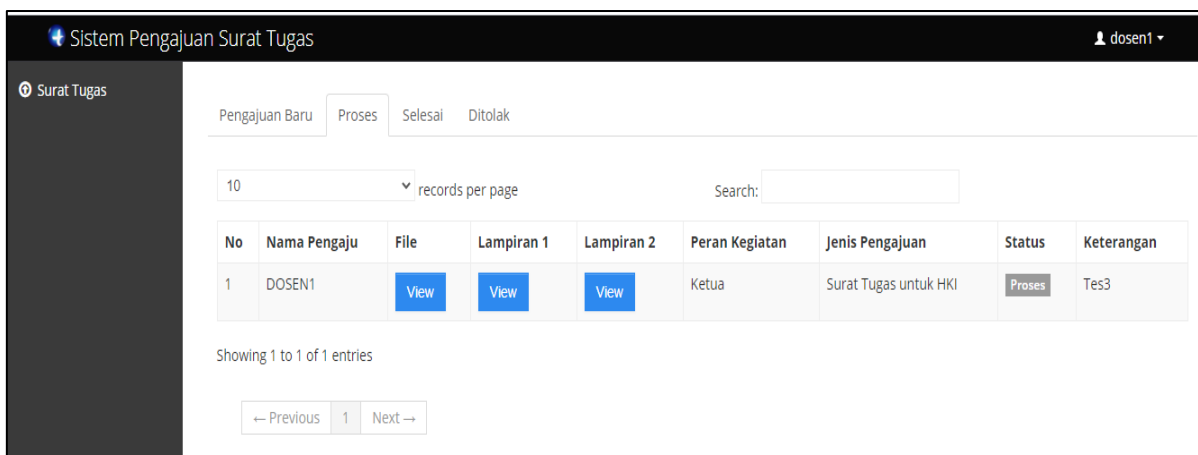 Sistem Pengajuan Surat Tugas
dosen1
Surat Tugas
Pengajuan Baru Proses Selesai Ditolak
10 records per page Search:
No Nama Pengaju File Lampiran 1 Lampiran 2 Peran Kegiatan Jenis Pengajuan Status Keterangan
1 DOSEN1 View View View Ketua Surat Tugas untuk HKI Proses Tes3
Showing 1 to 1 of 1 entries
← Previous 1 Next →